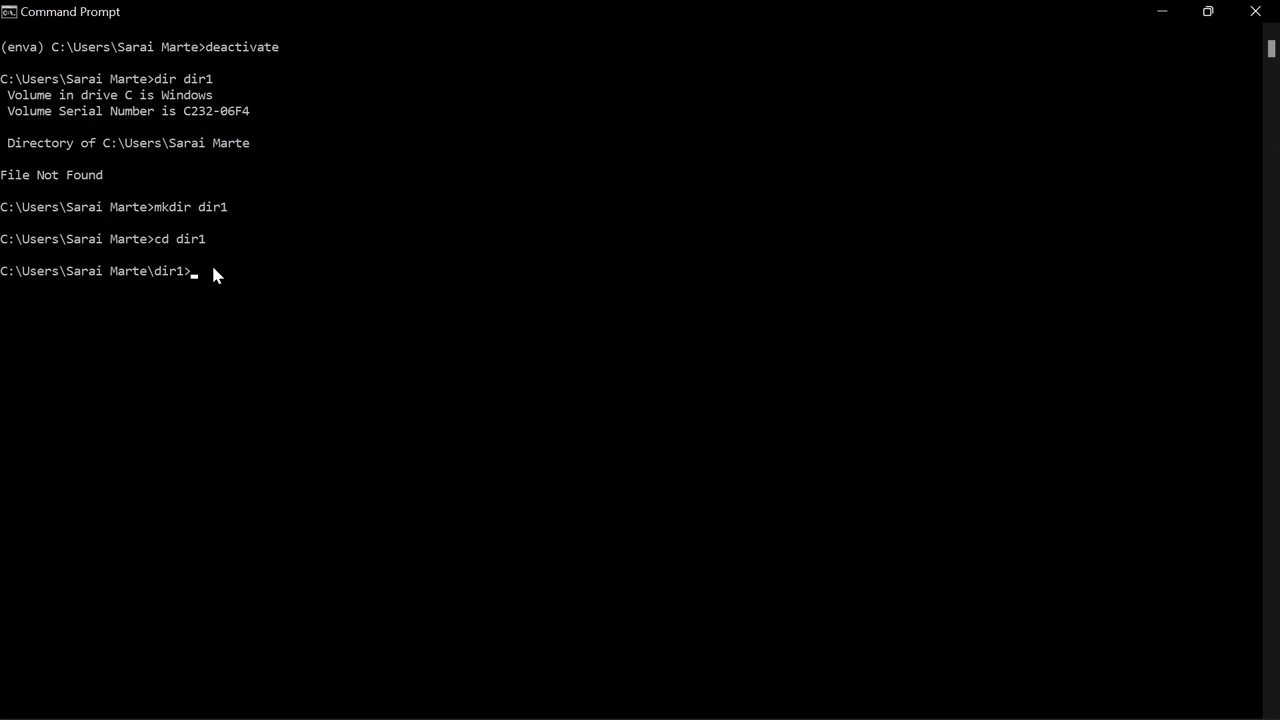 Command Prompt
(enva) C:\Users\Sarai Marte>deactivate
C:\Users\Sarai Marte>dir dir1
Volume in drive C is Windows
Volume Serial Number is C232-06F4
Directory of C:\Users\Sarai Marte
File Not Found
C:\Users\Sarai Marte>mkdir dir1
C:\Users\Sarai Marte>cd dir1
C:\Users\Sarai Marte\dir1>